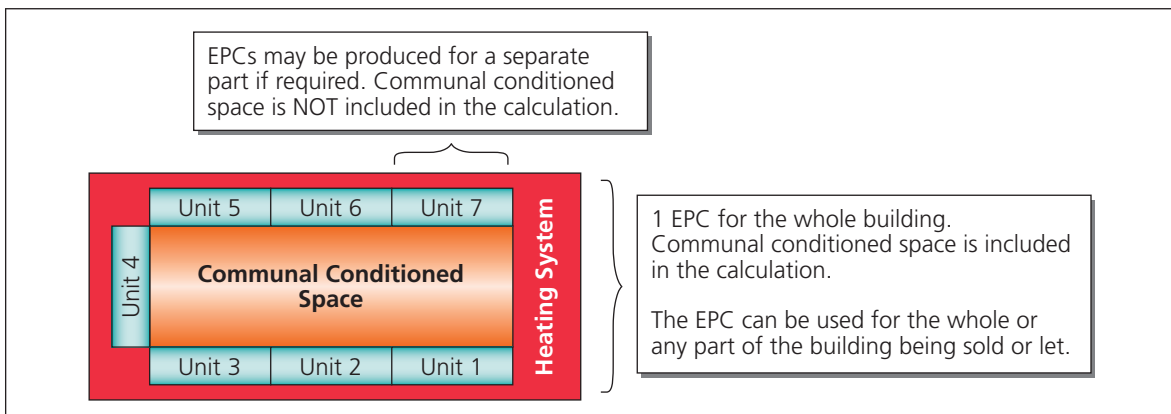 EPCs may be produced for a separate
part if required. Communal conditioned
space is NOT included in the calculation.
Unit 5
Unit 6
Unit 7
Unit 4
Communal Conditioned
Space
Heating System
Unit 3
Unit 2
Unit 1
1 EPC for the whole building.
Communal conditioned space is included
in the calculation.
The EPC can be used for the whole or
any part of the building being sold or let.